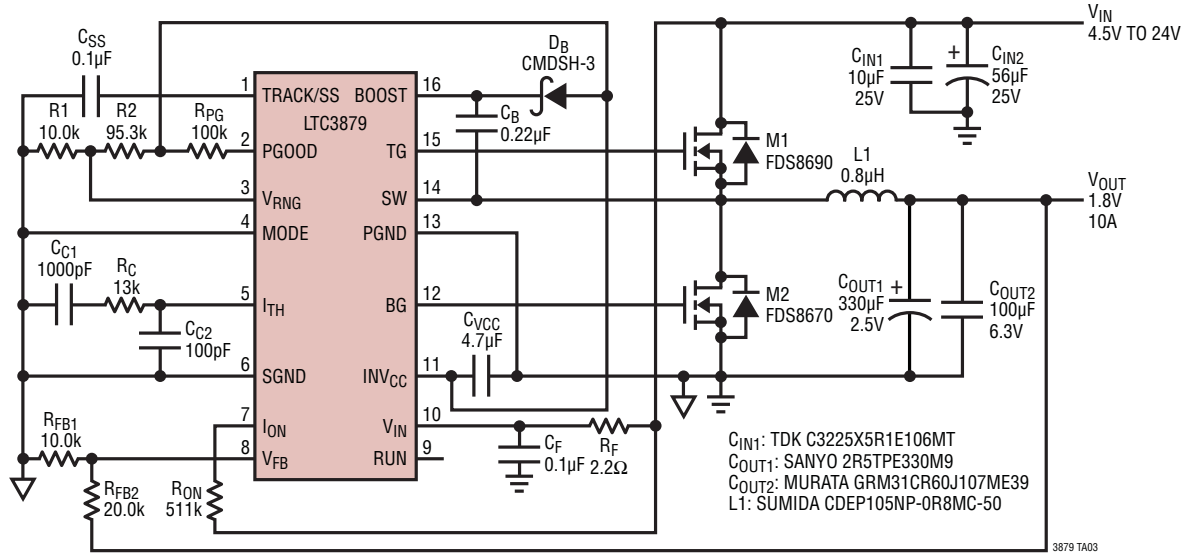 CSS
0.1µF
R1
10.0k
R2
95.3k
RPG
100k
CC1
1000pF
RC
13k
CC2
100pF
RFB1
10.0k
RFB2
20.0k
RON
511k
LTC3879
1 TRACK/SS
2 PGOOD
3 VRNG
4 MODE
5 ITH
6 SGND
7 ION
8 VFB
BOOST 16
TG 15
SW 14
PGND 13
BG 12
INVCC 11
VIN 10
RUN 9
DB
CMDSH-3
CB
0.22µF
CVCC
4.7µF
CF
0.1µF
RF
2.2Ω
M1
FDS8690
M2
FDS8670
L1
0.8µH
CIN1
10µF
25V
+
CIN2
56µF
25V
VIN
4.5V TO 24V
VOUT
1.8V
10A
COUT1
330µF
2.5V
+
COUT2
100µF
6.3V
CIN1: TDK C3225X5R1E106MT
COUT1: SANYO 2R5TPE330M9
COUT2: MURATA GRM31CR60J107ME39
L1: SUMIDA CDEP105NP-0R8MC-50
3879 TA03